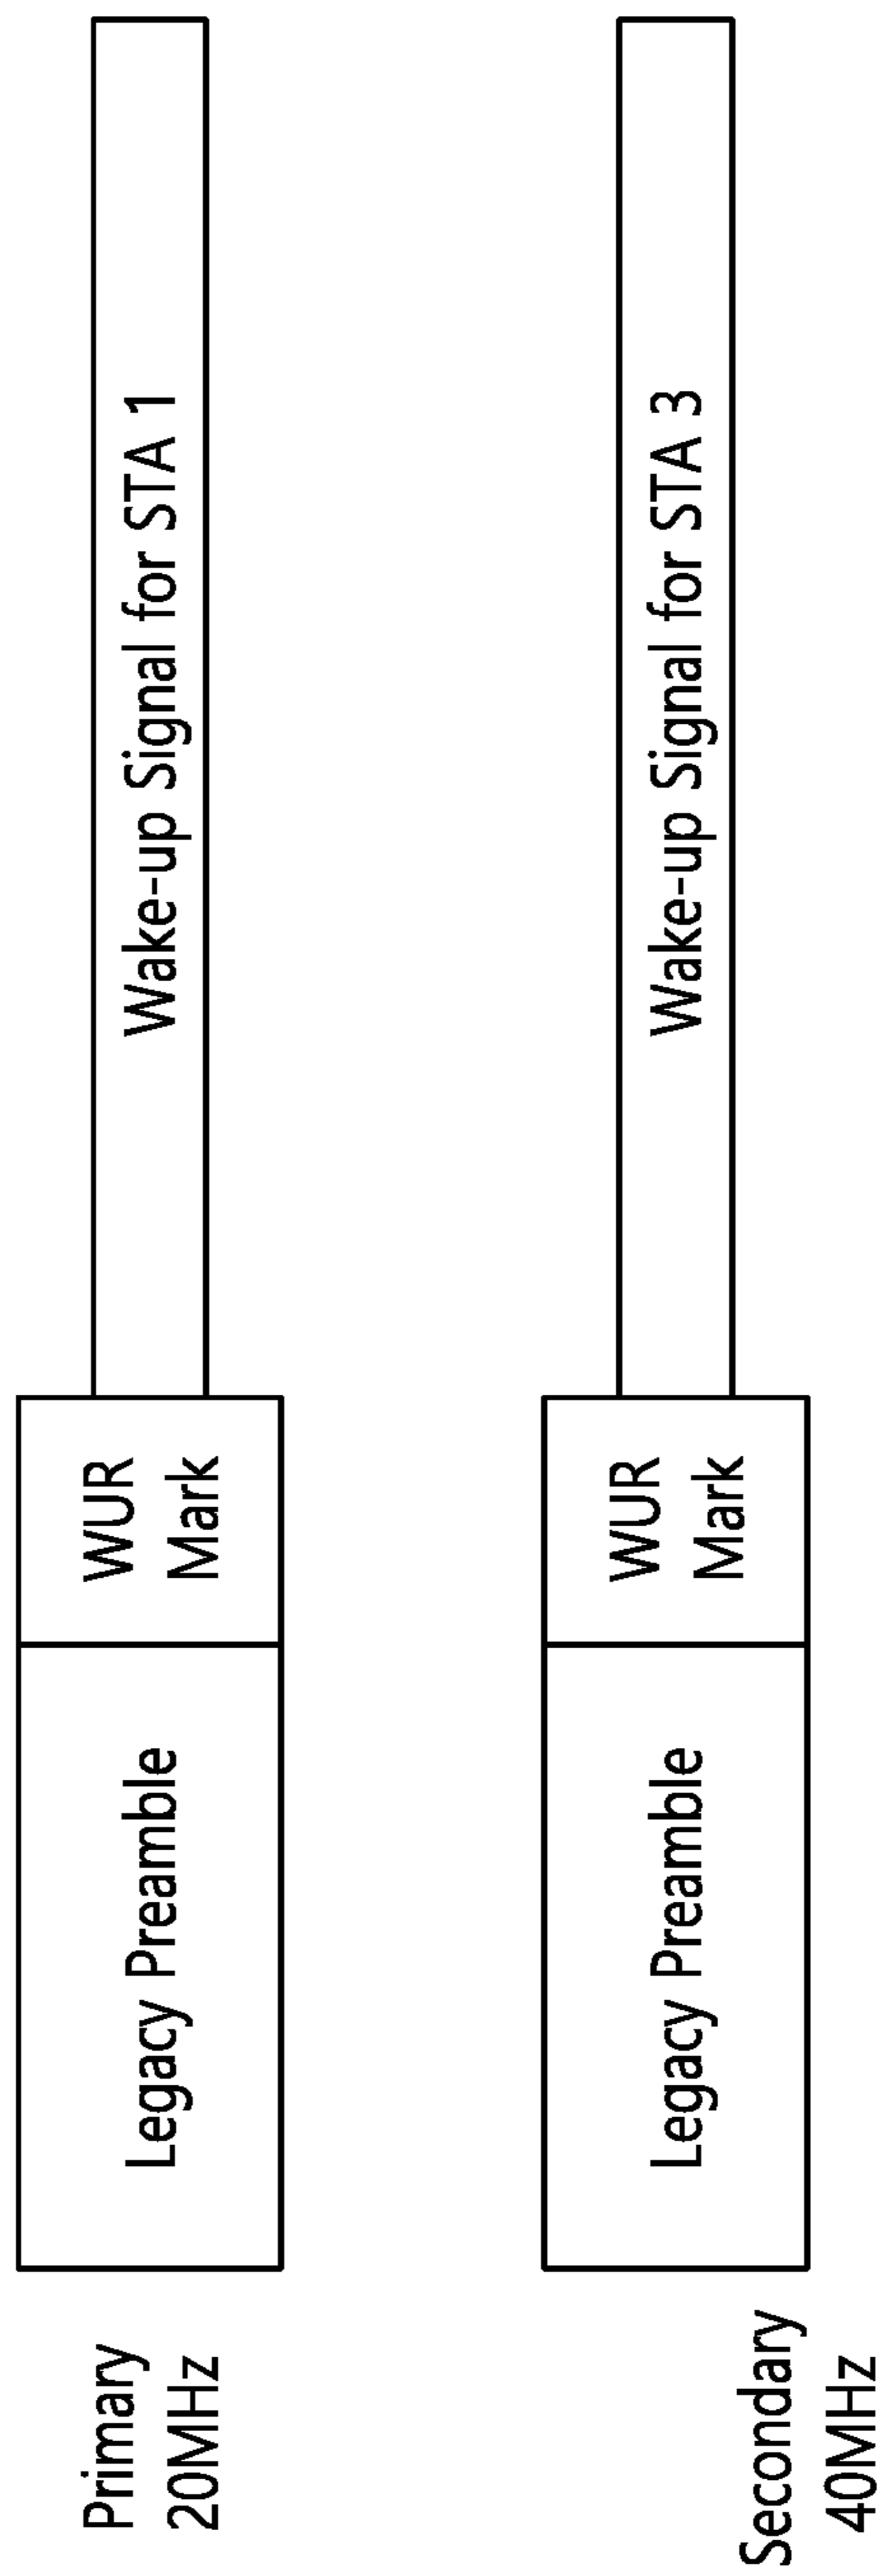 Primary
20MHz
Legacy Preamble
WUR
Mark
Wake-up Signal for STA 1
Secondary
40MHz
Legacy Preamble
WUR
Mark
Wake-up Signal for STA 3